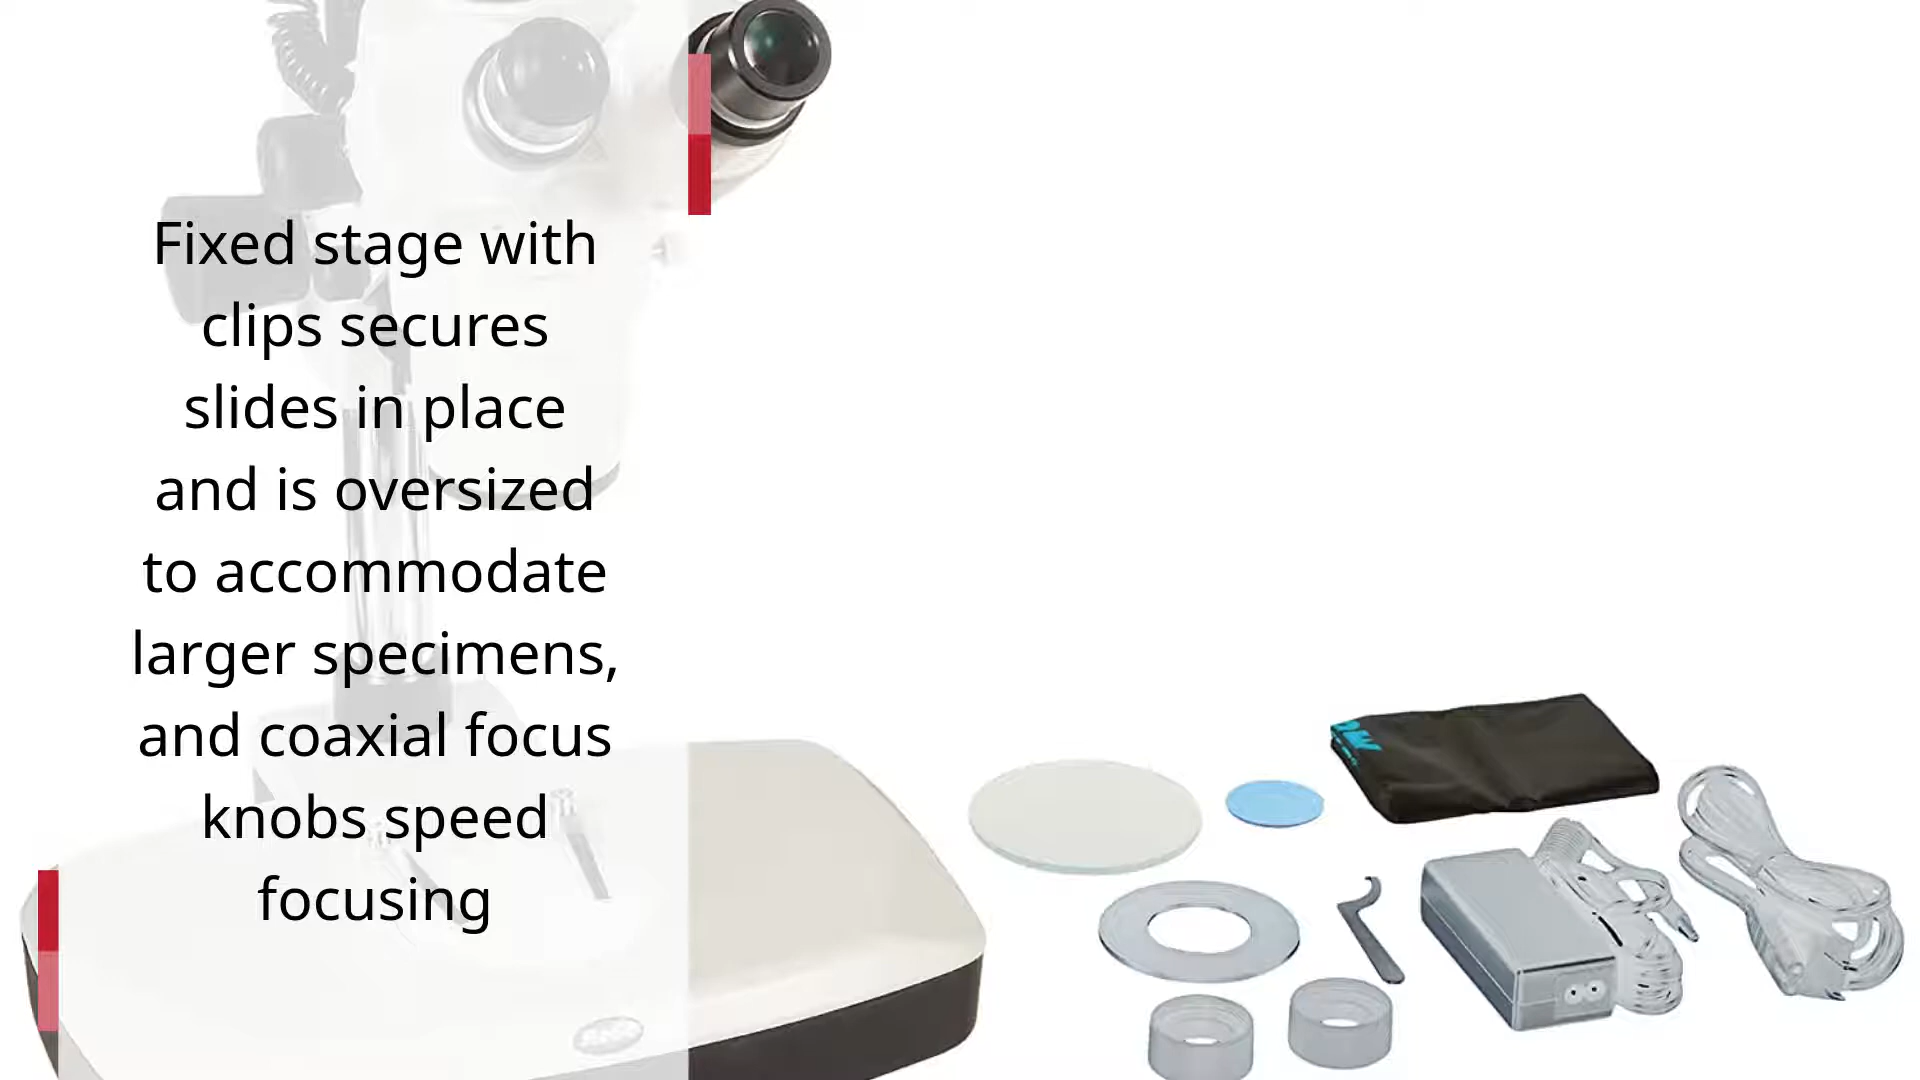 Fixed stage with
clips secures
slides in place
and is oversized
to accommodate
larger specimens,
and coaxial focus
knobs speed
focusing